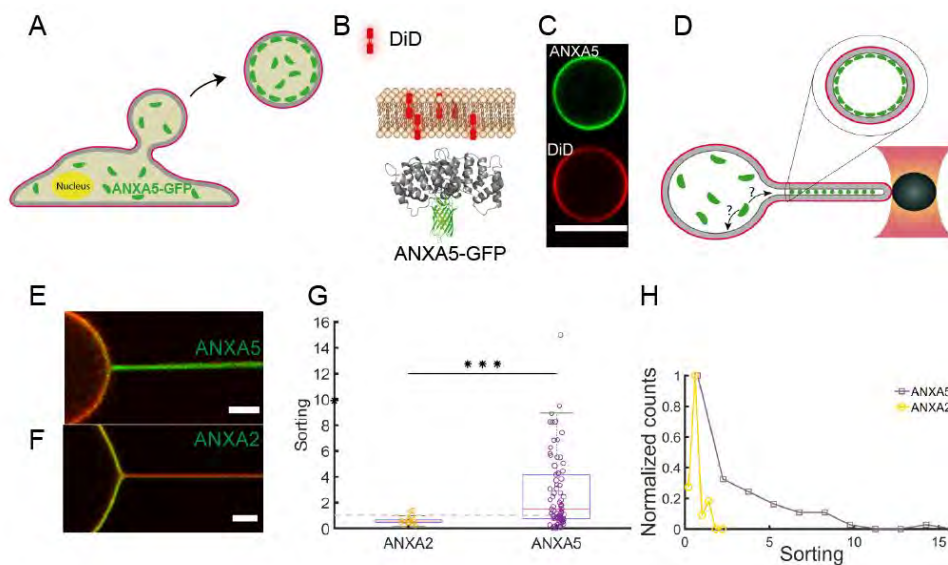 A
Nucleus
ANXA5-GFP
B
DiD
ANXA5-GFP
C
ANXA5
DiD
D
?
?
E
ANXA5
F
ANXA2
G
Sorting
16
14
12
10
8
6
4
2
0
***
ANXA2
ANXA5
H
Normalized counts
1
0.8
0.6
0.4
0.2
0
0
5
10
15
Sorting
ANXA5
ANXA2